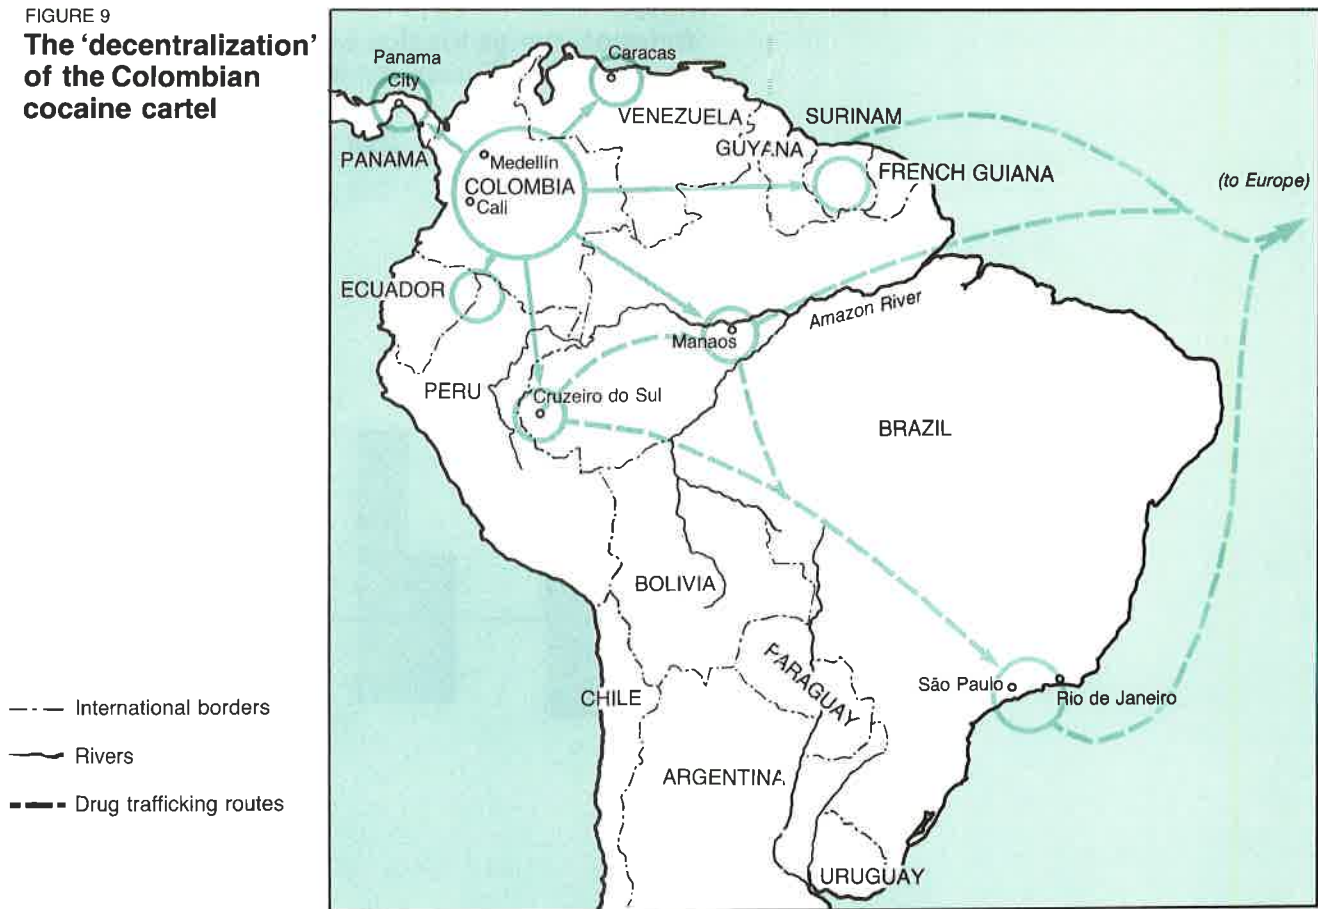 FIGURE 9
The ‘decentralization’
of the Colombian
cocaine cartel
Panama
City
Caracas
VENEZUELA
SURINAM
GUYANA
PANAMA
Medellín
COLOMBIA
Cali
FRENCH GUIANA
(to Europe)
ECUADOR
Amazon River
Manaos
PERU
Cruzeiro do Sul
BRAZIL
BOLIVIA
PARAGUAY
CHILE
São Paulo
Rio de Janeiro
ARGENTINA
URUGUAY
International borders
Rivers
Drug trafficking routes